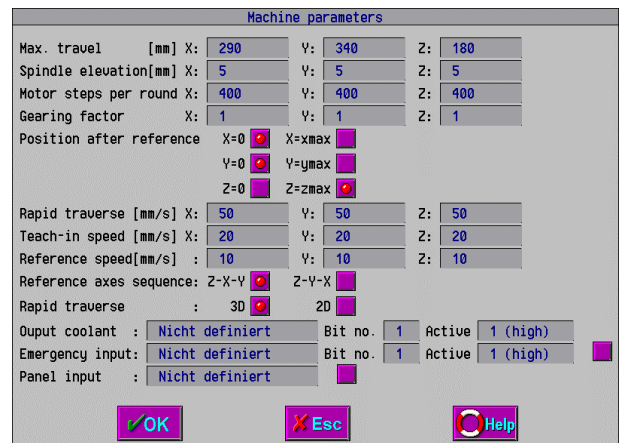 Machine parameters
Max. travel [mm] X: 290 Y: 340 Z: 180
Spindle elevation[mm] X: 5 Y: 5 Z: 5
Motor steps per round X: 400 Y: 400 Z: 400
Gearing factor X: 1 Y: 1 Z: 1
Position after reference X=0 X=xmax
Y=0 Y=ymax
Z=0 Z=zmax
Rapid traverse [mm/s] X: 50 Y: 50 Z: 50
Teach-in speed [mm/s] X: 20 Y: 20 Z: 20
Reference speed[mm/s] : 10 Y: 10 Z: 10
Reference axes sequence: Z-X-Y Z-Y-X
Rapid traverse : 3D 2D
Ouput coolant : Nicht definiert Bit no. 1 Active 1 (high)
Emergency input: Nicht definiert Bit no. 1 Active 1 (high)
Panel input : Nicht definiert
OK Esc Help